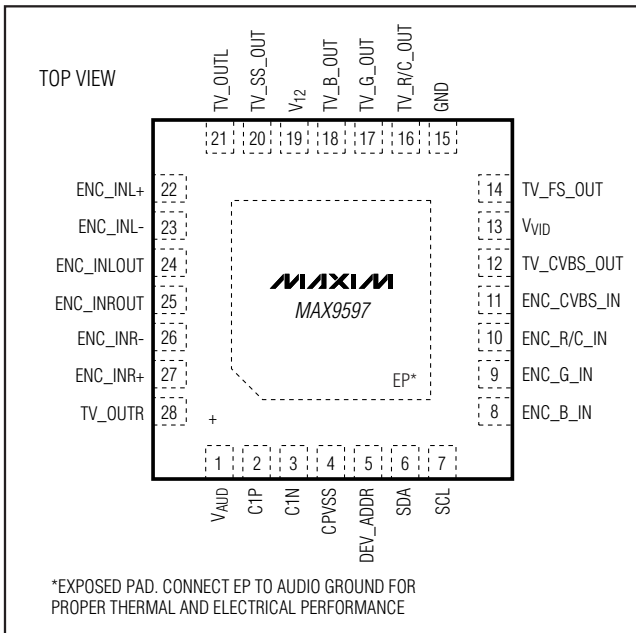 TOP VIEW
TV_OUTL
TV_SS_OUT
V12
TV_B_OUT
TV_G_OUT
TV_R/C_OUT
GND
21 20 19 18 17 16 15
ENC_INL+ 22
ENC_INL- 23
ENC_INLOUT 24
ENC_INROUT 25
ENC_INR- 26
ENC_INR+ 27
TV_OUTR 28
14 TV_FS_OUT
13 VVID
12 TV_CVBS_OUT
11 ENC_CVBS_IN
10 ENC_R/C_IN
9 ENC_G_IN
8 ENC_B_IN
MAXIM
MAX9597
EP*
+
1 2 3 4 5 6 7
VAUD
C1P
C1N
CPVSS
DEV_ADDR
SDA
SCL
*EXPOSED PAD. CONNECT EP TO AUDIO GROUND FOR
PROPER THERMAL AND ELECTRICAL PERFORMANCE